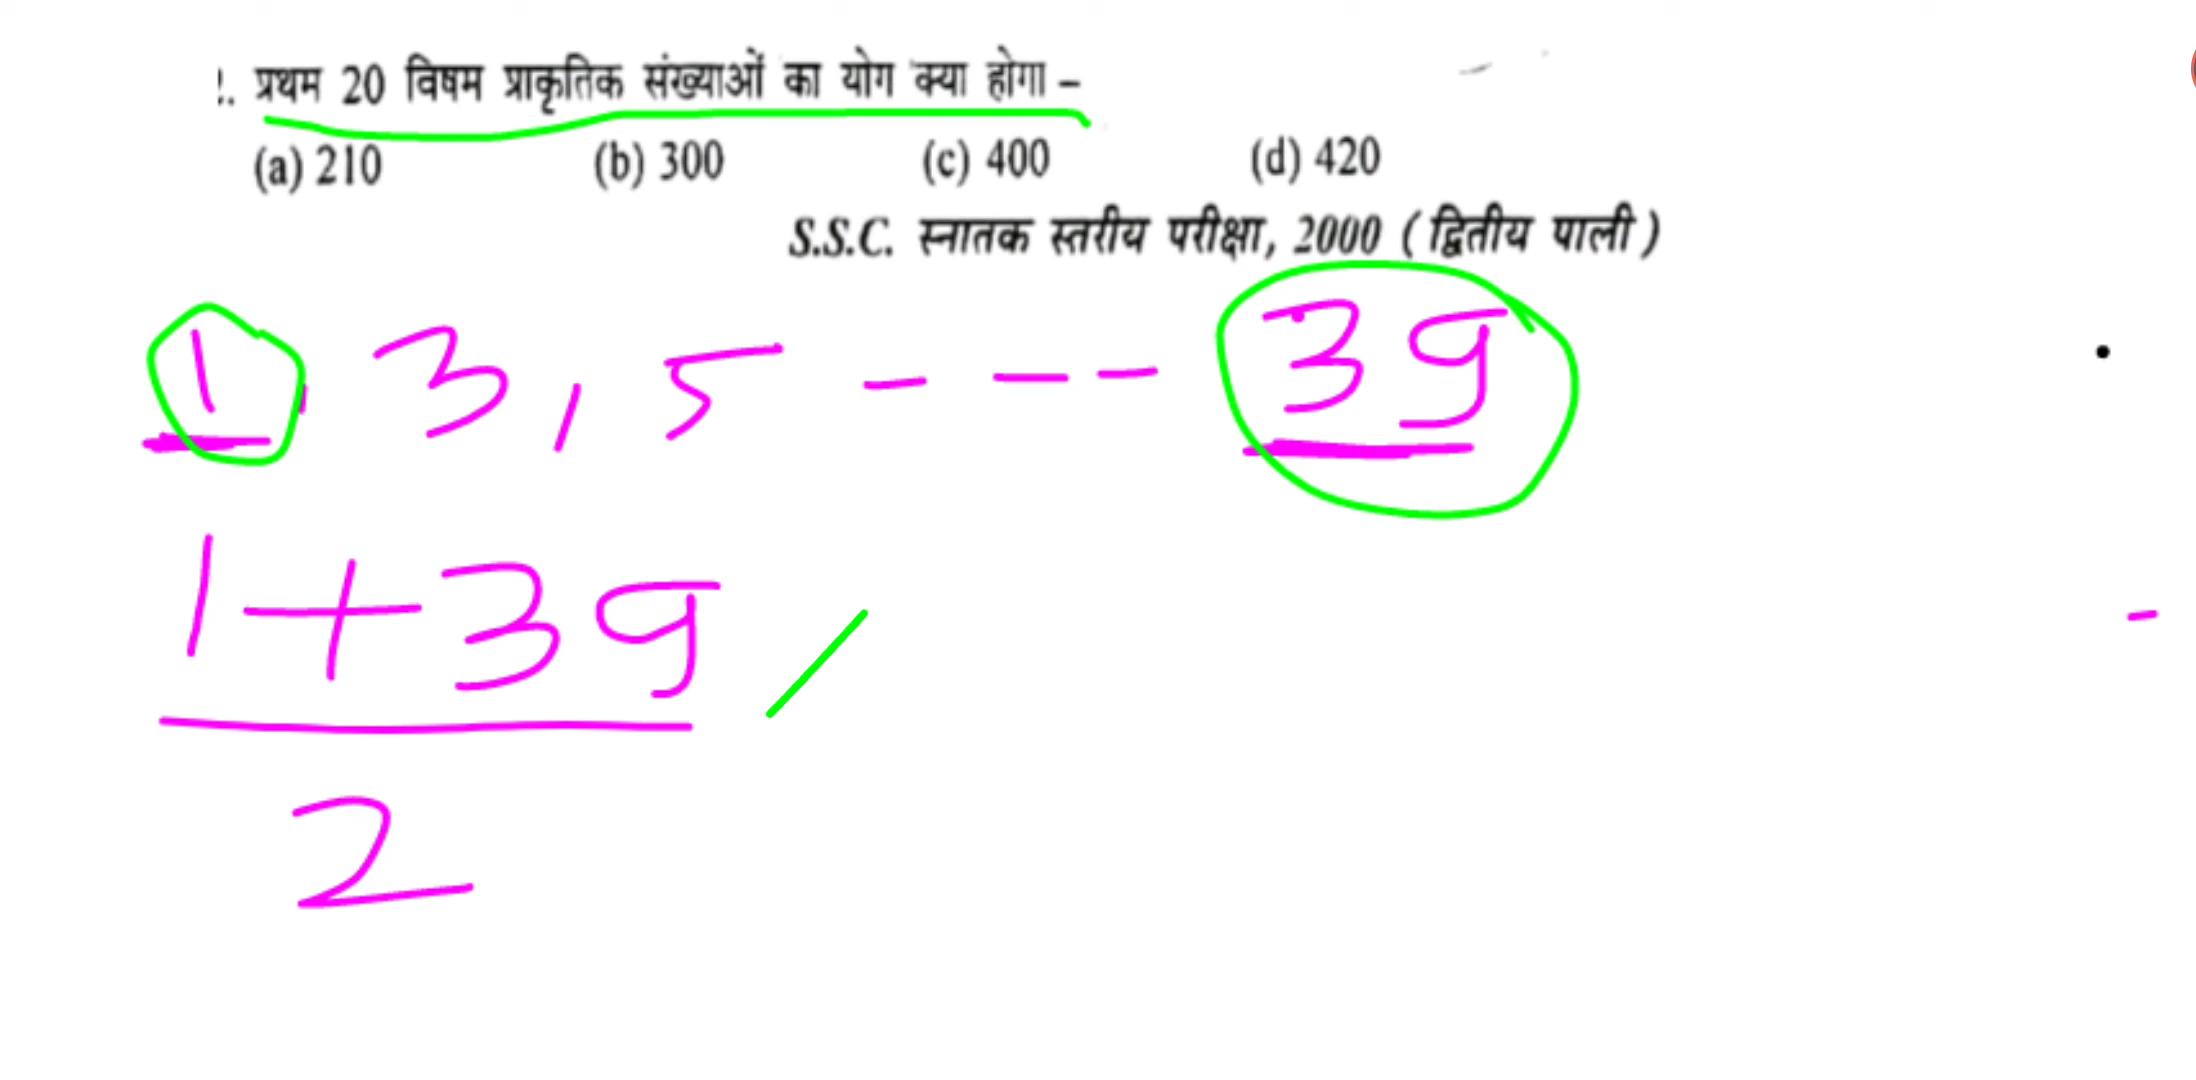 2. प्रथम 20 विषम प्राकृतिक संख्याओं का योग क्या होगा –
(a) 210 (b) 300 (c) 400 (d) 420
S.S.C. स्नातक स्तरीय परीक्षा, 2000 ( द्वितीय पाली )
1, 3, 5 - - - 39
1+39 /
2